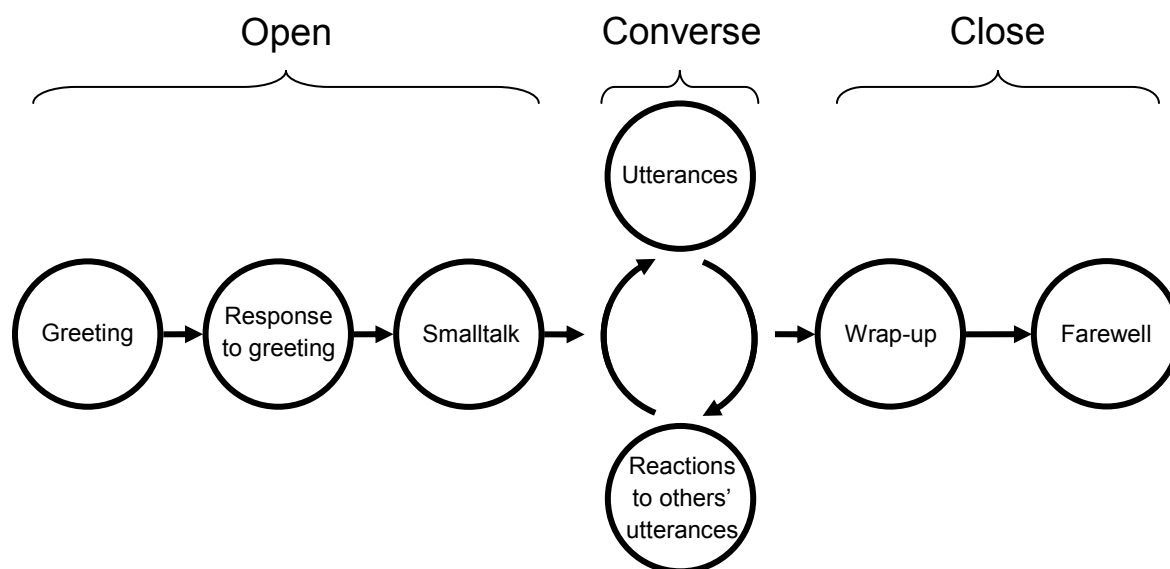 Open
Converse
Close
Utterances
Greeting
Response
to greeting
Smalltalk
Wrap-up
Farewell
Reactions
to others’
utterances